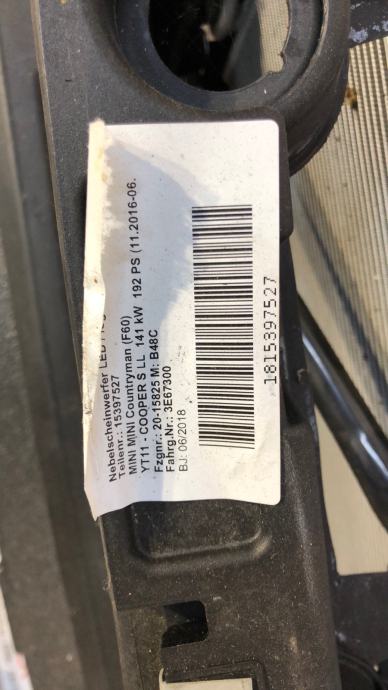 Nebelscheinwerfer LED
Teilenr.: 15397527
MINI MINI Countryman (F60)
YT11 - COOPER S LL 141 kW 192 PS (11.2016-06.
Fzgnr.: 20-15825 M: B48C
Fahrg.Nr.: 3E67300
BJ: 06/2018
1815397527